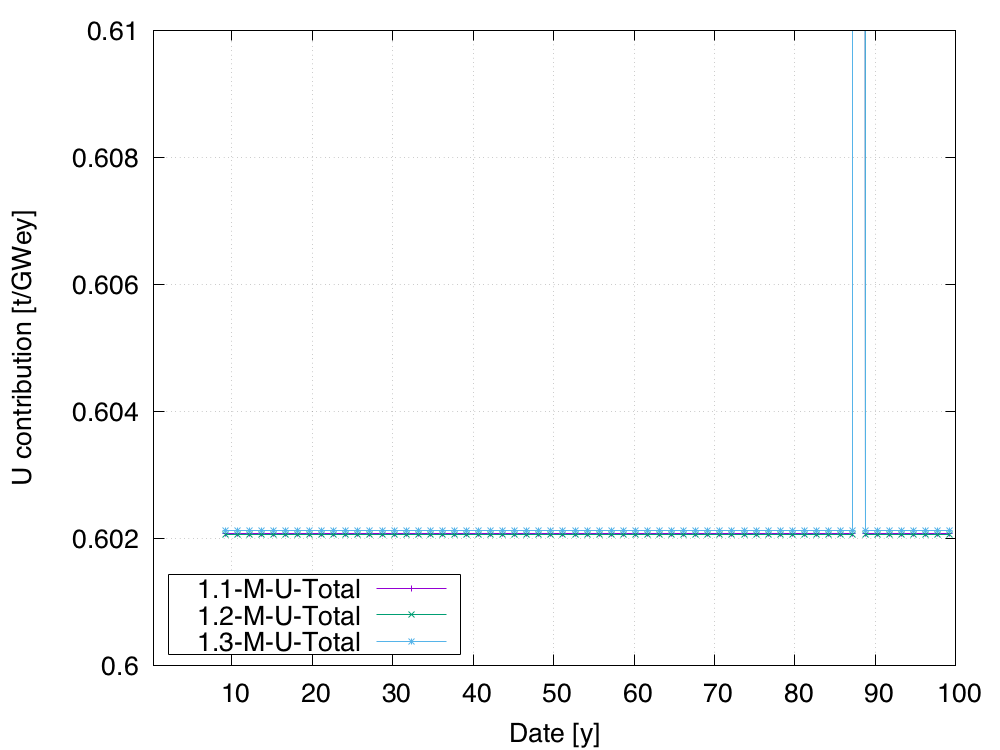 0.61
0.608
0.606
0.604
0.602
0.6
U contribution [t/GWey]
1.1-M-U-Total
1.2-M-U-Total
1.3-M-U-Total
10 20 30 40 50 60 70 80 90 100
Date [y]